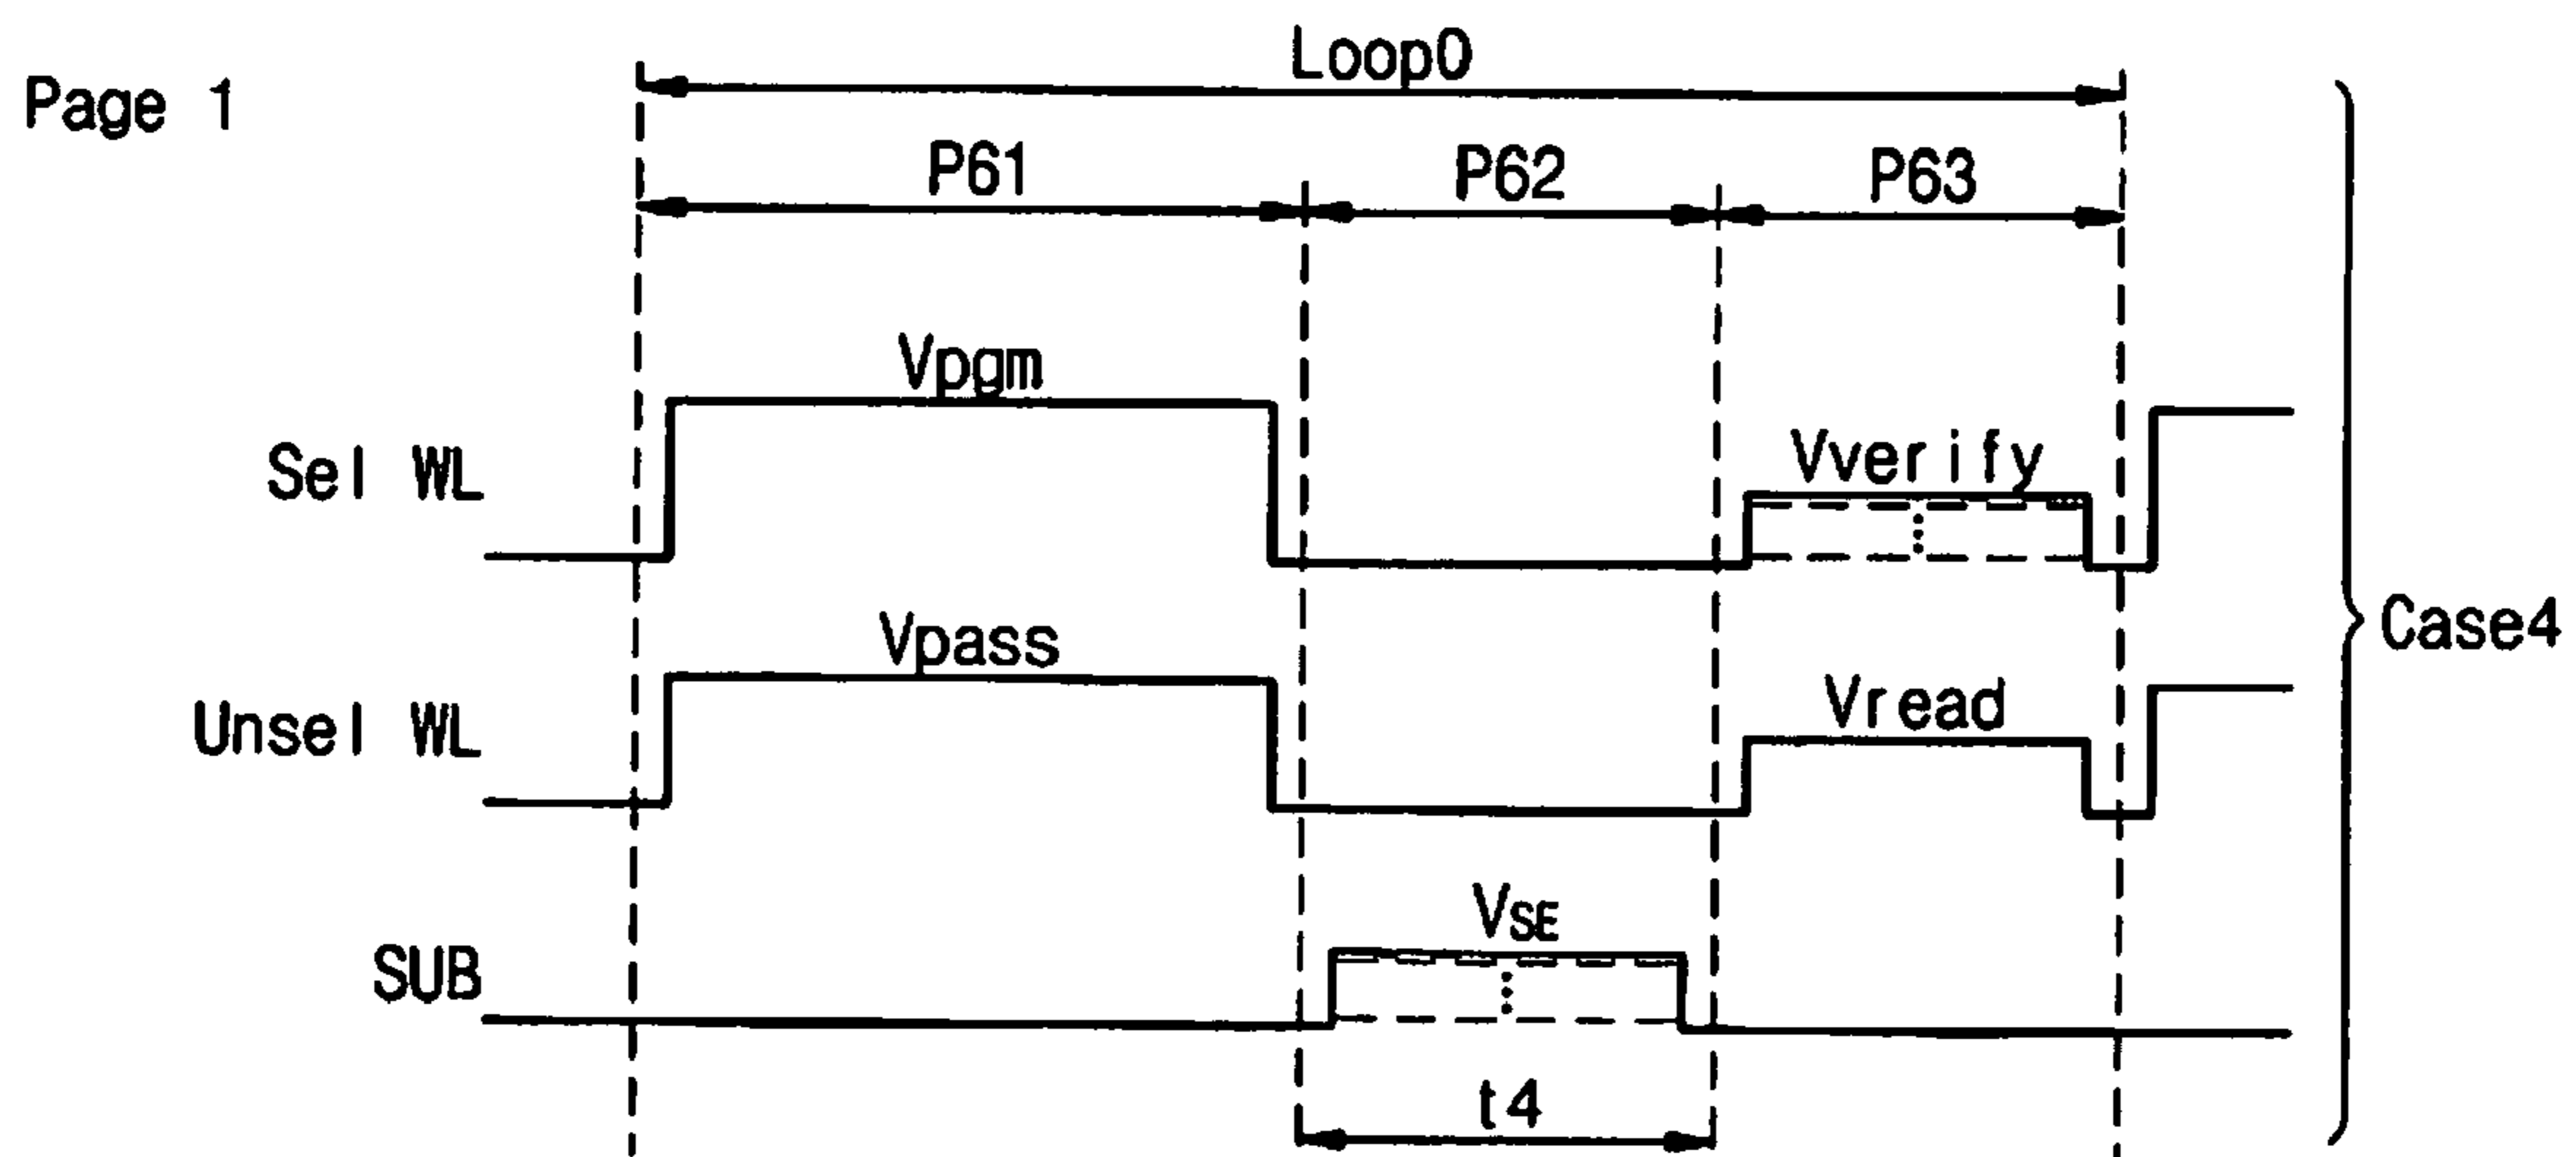 Page 1
Loop0
P61 P62 P63
Vpgm
Sel WL
Vverify
Vpass
Unsel WL
Vread
Case4
VSE
SUB
t4